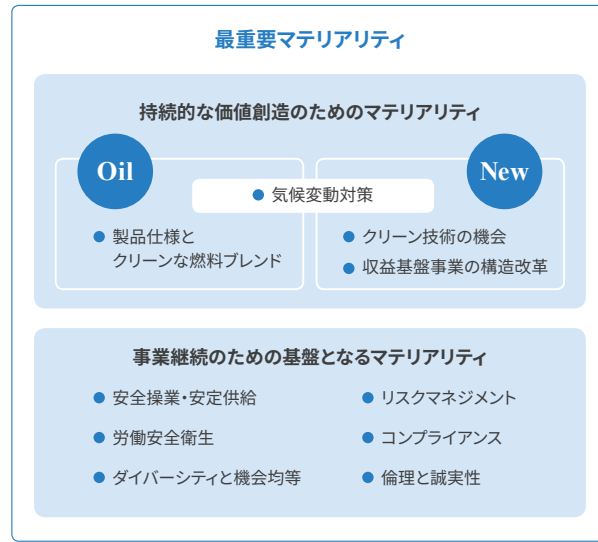 最重要マテリアリティ
持続的な価値創造のためのマテリアリティ
Oil
New
気候変動対策
製品仕様と
クリーンな燃料ブレンド
クリーン技術の機会
収益基盤事業の構造改革
事業継続のための基盤となるマテリアリティ
安全操業・安定供給
労働安全衛生
ダイバーシティと機会均等
リスクマネジメント
コンプライアンス
倫理と誠実性